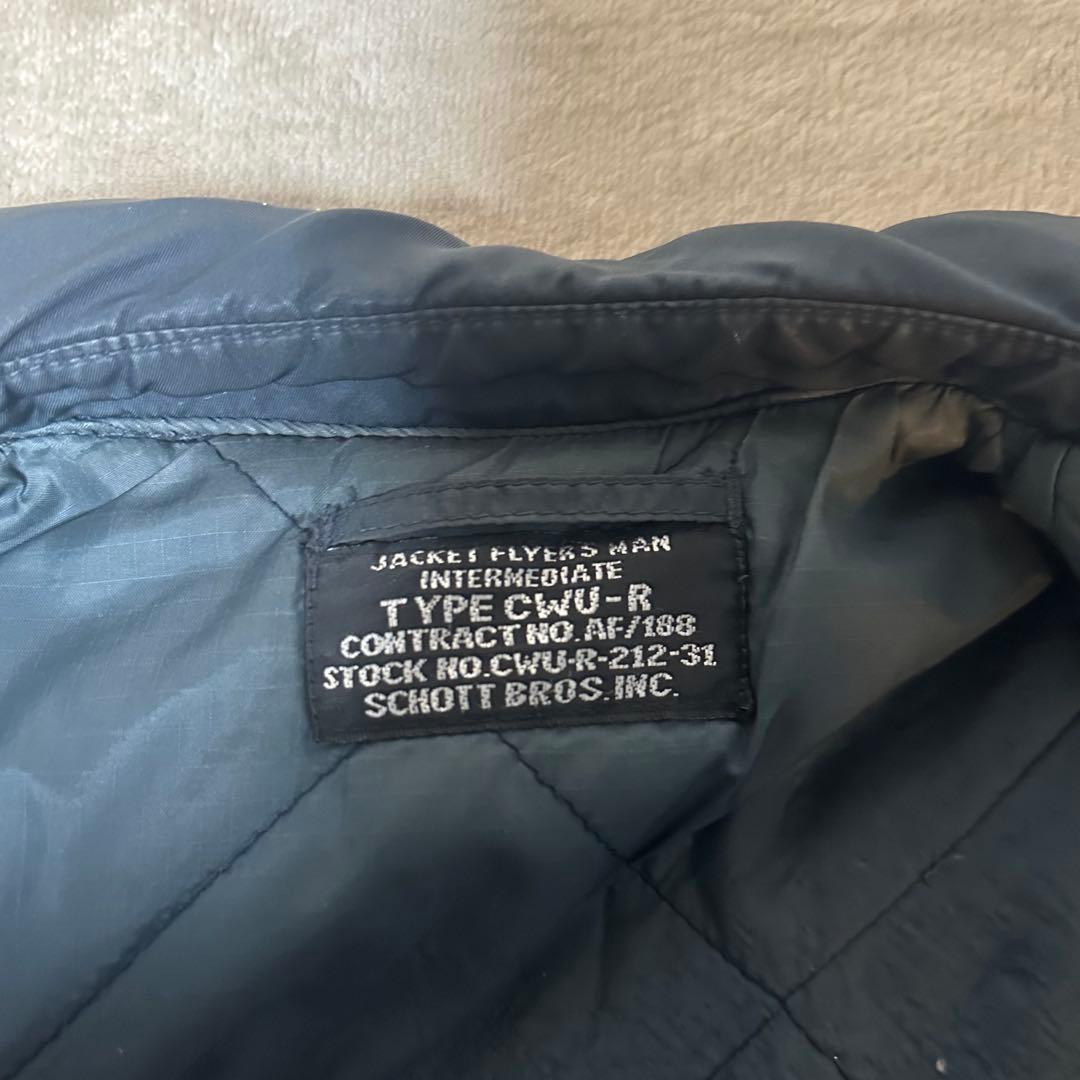 JACKET FLYER'S MAN
INTERMEDIATE
TYPE CWU-R
CONTRACT NO.AF/188
STOCK NO.CWU-R-212-31
SCHOTT BROS.INC.